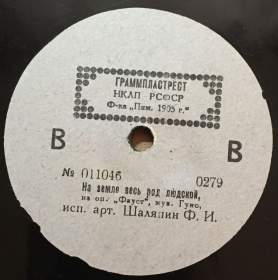 ГРАММПЛАСТРЕСТ
НКЛП РСФСР
Ф-ка „Пам. 1905 г."
В В
№ 011046 0279
На земле весь род людской,
из оп. „Фауст", муз. Гуно,
исп. арт. Шаляпин Ф. И.